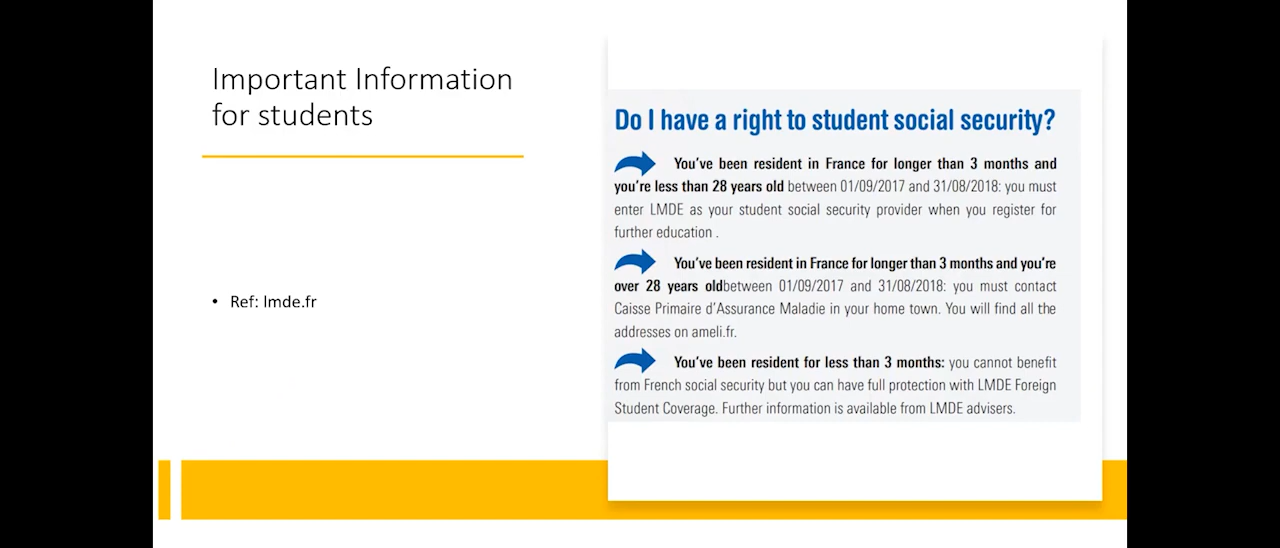 Important Information
for students
• Ref: lmde.fr
Do I have a right to student social security?
You've been resident in France for longer than 3 months and
you're less than 28 years old between 01/09/2017 and 31/08/2018: you must
enter LMDE as your student social security provider when you register for
further education .
You've been resident in France for longer than 3 months and you're
over 28 years oldbetween 01/09/2017 and 31/08/2018: you must contact
Caisse Primaire d'Assurance Maladie in your home town. You will find all the
addresses on ameli.fr.
You've been resident for less than 3 months: you cannot benefit
from French social security but you can have full protection with LMDE Foreign
Student Coverage. Further information is available from LMDE advisers.